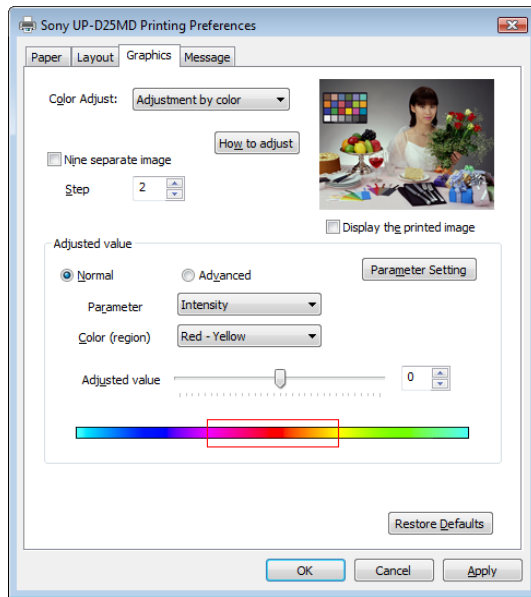 Sony UP-D25MD Printing Preferences
Paper Layout Graphics Message
Color Adjust: Adjustment by color
How to adjust
Nine separate image
Step 2
Display the printed image
Adjusted value
Normal Advanced Parameter Setting
Parameter Intensity
Color (region) Red - Yellow
Adjusted value 0
Restore Defaults
OK Cancel Apply